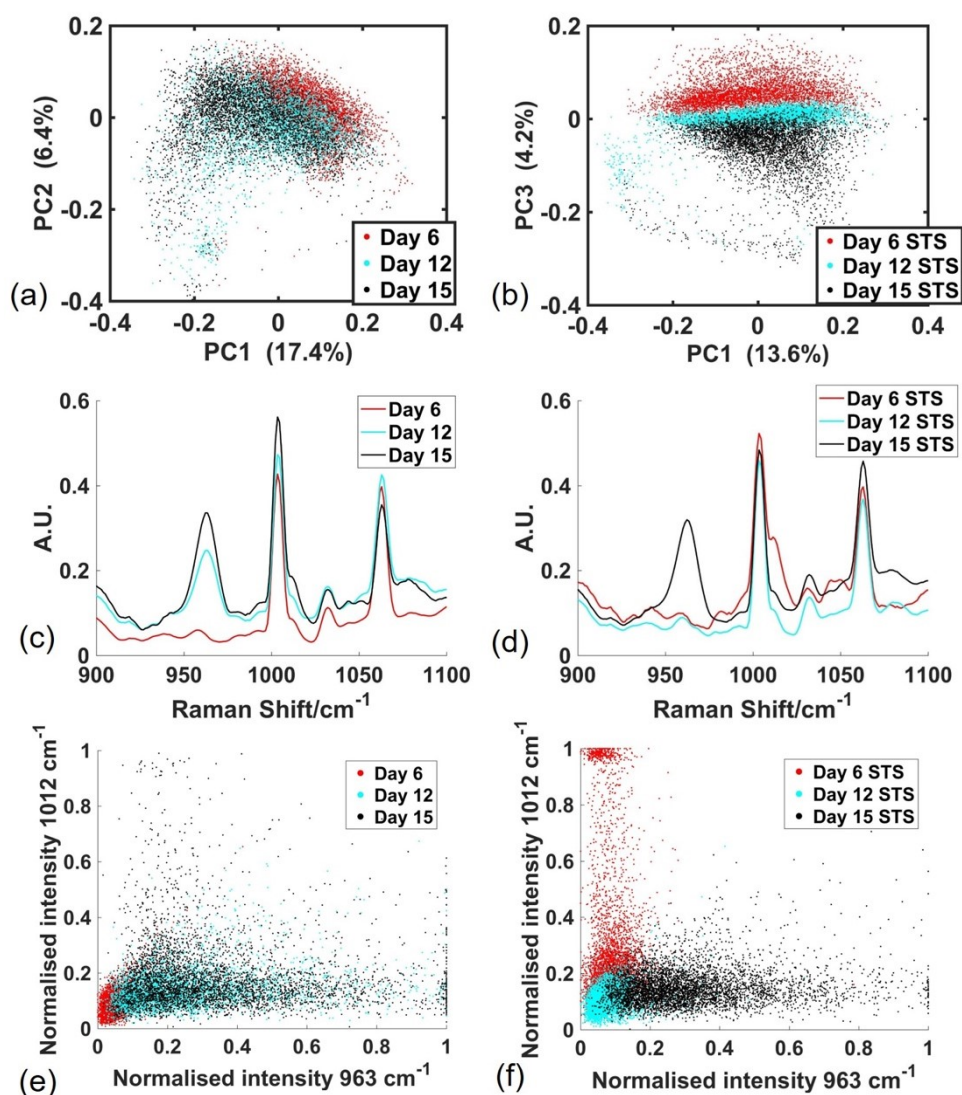 0.2
0
-0.2
-0.4
PC2 (6.4%)
Day 6
Day 12
Day 15
(a)
-0.4 -0.2 0 0.2 0.4
PC1 (17.4%)
0.2
0
-0.2
-0.4
PC3 (4.2%)
Day 6 STS
Day 12 STS
Day 15 STS
(b)
-0.4 -0.2 0 0.2 0.4
PC1 (13.6%)
0.6
0.4
0.2
0
A.U.
Day 6
Day 12
Day 15
(c)
900 950 1000 1050 1100
Raman Shift/cm-1
0.6
0.4
0.2
0
A.U.
Day 6 STS
Day 12 STS
Day 15 STS
(d)
900 950 1000 1050 1100
Raman Shift/cm-1
Normalised intensity 1012 cm-1
1
0.8
0.6
0.4
0.2
0
Day 6
Day 12
Day 15
0 0.2 0.4 0.6 0.8 1
(e)
Normalised intensity 963 cm-1
Normalised intensity 1012 cm-1
1
0.8
0.6
0.4
0.2
0
Day 6 STS
Day 12 STS
Day 15 STS
0 0.2 0.4 0.6 0.8 1
(f)
Normalised intensity 963 cm-1